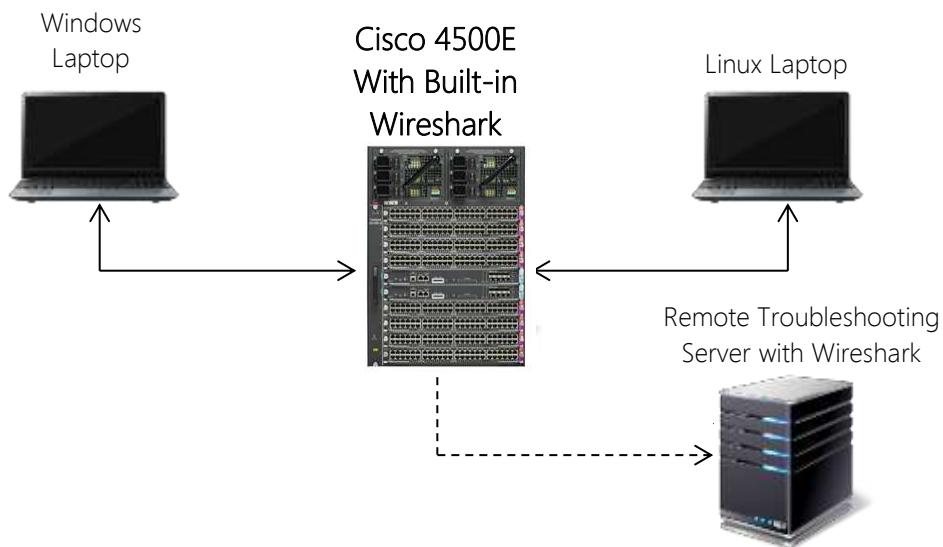 Windows
Laptop
Cisco 4500E
With Built-in
Wireshark
Linux Laptop
Remote Troubleshooting
Server with Wireshark